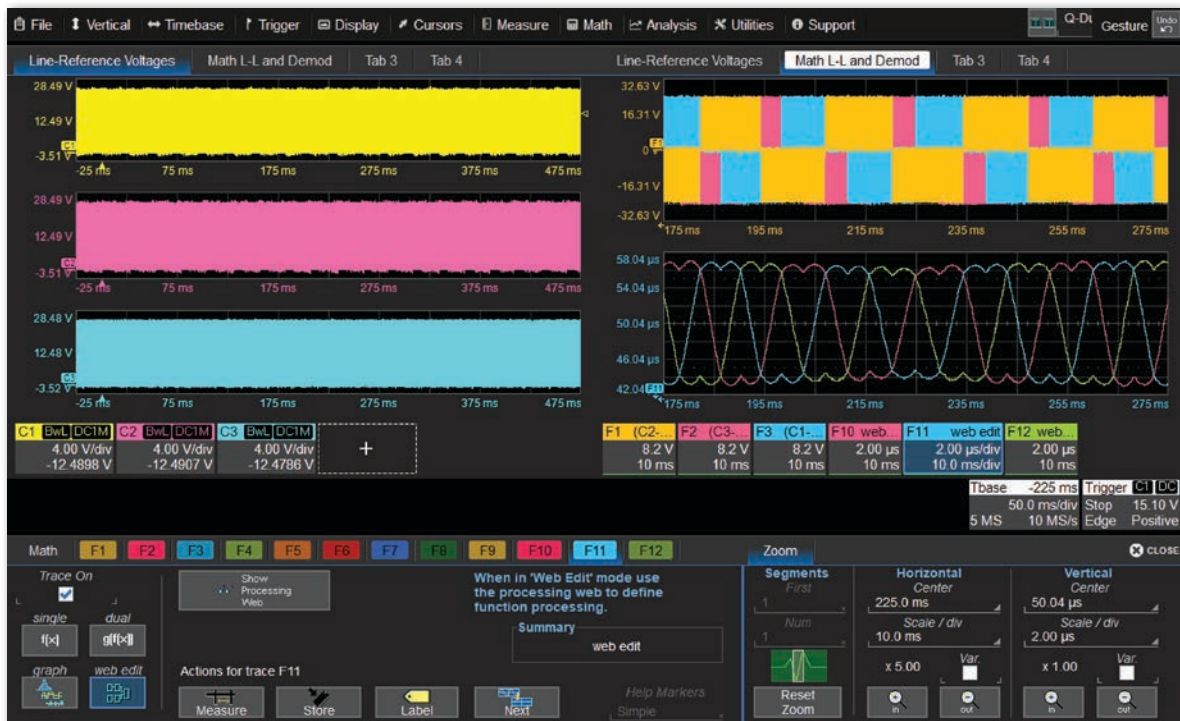 File Vertical Timebase Trigger Display Cursors Measure Math Analysis Utilities Support Gesture Undo
Line-Reference Voltages Math L-L and Demod Tab 3 Tab 4
28.49 V
12.49 V
C1
-3.51 V
-25 ms 75 ms 175 ms 275 ms 375 ms 475 ms
28.49 V
12.49 V
C2
-3.51 V
-25 ms 75 ms 175 ms 275 ms 375 ms 475 ms
28.48 V
12.48 V
C3
-3.52 V
-25 ms 75 ms 175 ms 275 ms 375 ms 475 ms
C1 BwL DC1M C2 BwL DC1M C3 BwL DC1M
4.00 V/div 4.00 V/div 4.00 V/div +
-12.4898 V -12.4907 V -12.4786 V
Line-Reference Voltages Math L-L and Demod Tab 3 Tab 4
32.63 V
16.31 V
F1
0
-16.31 V
-32.63 V
175 ms 195 ms 215 ms 235 ms 255 ms 275 ms
58.04 µs
54.04 µs
50.04 µs
46.04 µs
42.04 F11
175 ms 195 ms 215 ms 235 ms 255 ms 275 ms
F1 (C2-... F2 (C3-... F3 (C1-... F10 web... F11 web edit F12 web...
8.2 V 8.2 V 8.2 V 2.00 µs 2.00 µs/div 2.00 µs
10 ms 10 ms 10 ms 10 ms 10.0 ms/div 10 ms
Tbase -225 ms Trigger C1 DC
50.0 ms/div Stop 15.10 V
5 MS 10 MS/s Edge Positive
Math F1 F2 F3 F4 F5 F6 F7 F8 F9 F10 F11 F12 Zoom CLOSE
Trace On
single dual
f(x) g(f(x))
graph web edit
Show
Processing
Web
When in 'Web Edit' mode use
the processing web to define
function processing.
Summary
web edit
Actions for trace F11
Measure Store Label Next
Help Markers
Simple
Segments
First
1
Num
1
Reset
Zoom
Horizontal
Center
225.0 ms
Scale / div
10.0 ms
x 5.00 Var.
in out
Vertical
Center
50.04 µs
Scale / div
2.00 µs
x 1.00 Var.
in out